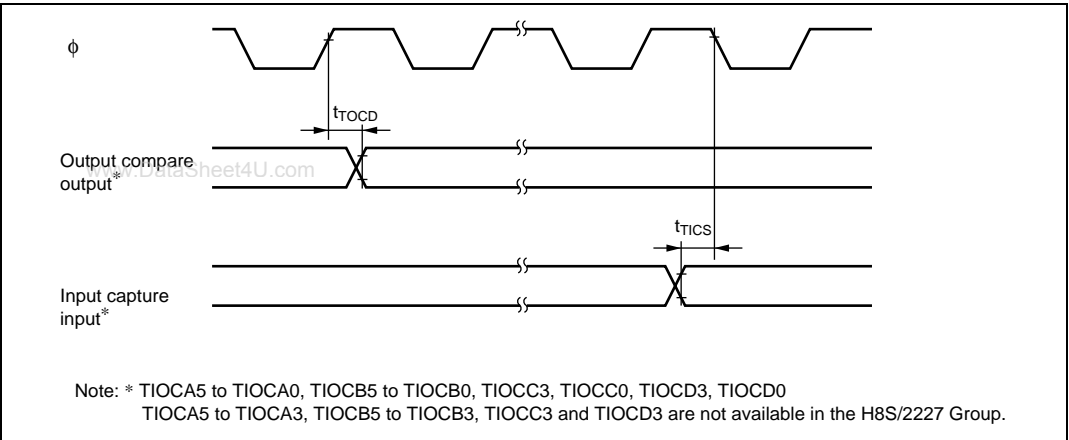 ϕ
tTOCD
Output compare
output*
www.DataSheet4U.com
tTICS
Input capture
input*
Note: * TIOCA5 to TIOCA0, TIOCB5 to TIOCB0, TIOCC3, TIOCC0, TIOCD3, TIOCD0
TIOCA5 to TIOCA3, TIOCB5 to TIOCB3, TIOCC3 and TIOCD3 are not available in the H8S/2227 Group.